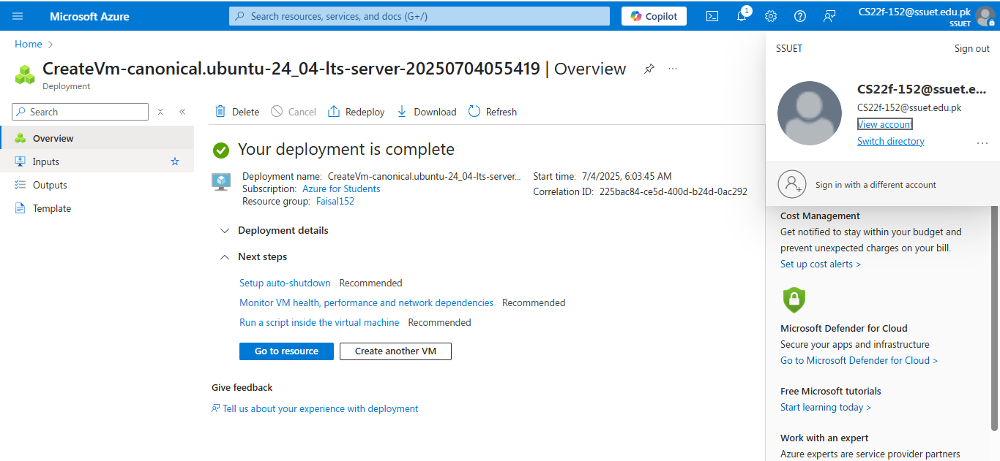 Microsoft Azure
Search resources, services, and docs (G+/)
Copilot
1
CS22f-152@ssuet.edu.pk
SSUET
Home >
CreateVm-canonical.ubuntu-24_04-lts-server-20250704055419 | Overview
Deployment
Search
Overview
Inputs
Outputs
Template
Delete
Cancel
Redeploy
Download
Refresh
Your deployment is complete
Deployment name: CreateVm-canonical.ubuntu-24_04-lts-server...
Subscription: Azure for Students
Resource group: Faisal152
Start time: 7/4/2025, 6:03:45 AM
Correlation ID: 225bac84-ce5d-400d-b24d-0ac292
Deployment details
Next steps
Setup auto-shutdown Recommended
Monitor VM health, performance and network dependencies Recommended
Run a script inside the virtual machine Recommended
Go to resource
Create another VM
Give feedback
Tell us about your experience with deployment
SSUET
Sign out
CS22f-152@ssuet.e...
CS22f-152@ssuet.edu.pk
View account
Switch directory
Sign in with a different account
Cost Management
Get notified to stay within your budget and
prevent unexpected charges on your bill.
Set up cost alerts >
Microsoft Defender for Cloud
Secure your apps and infrastructure
Go to Microsoft Defender for Cloud >
Free Microsoft tutorials
Start learning today >
Work with an expert
Azure experts are service provider partners